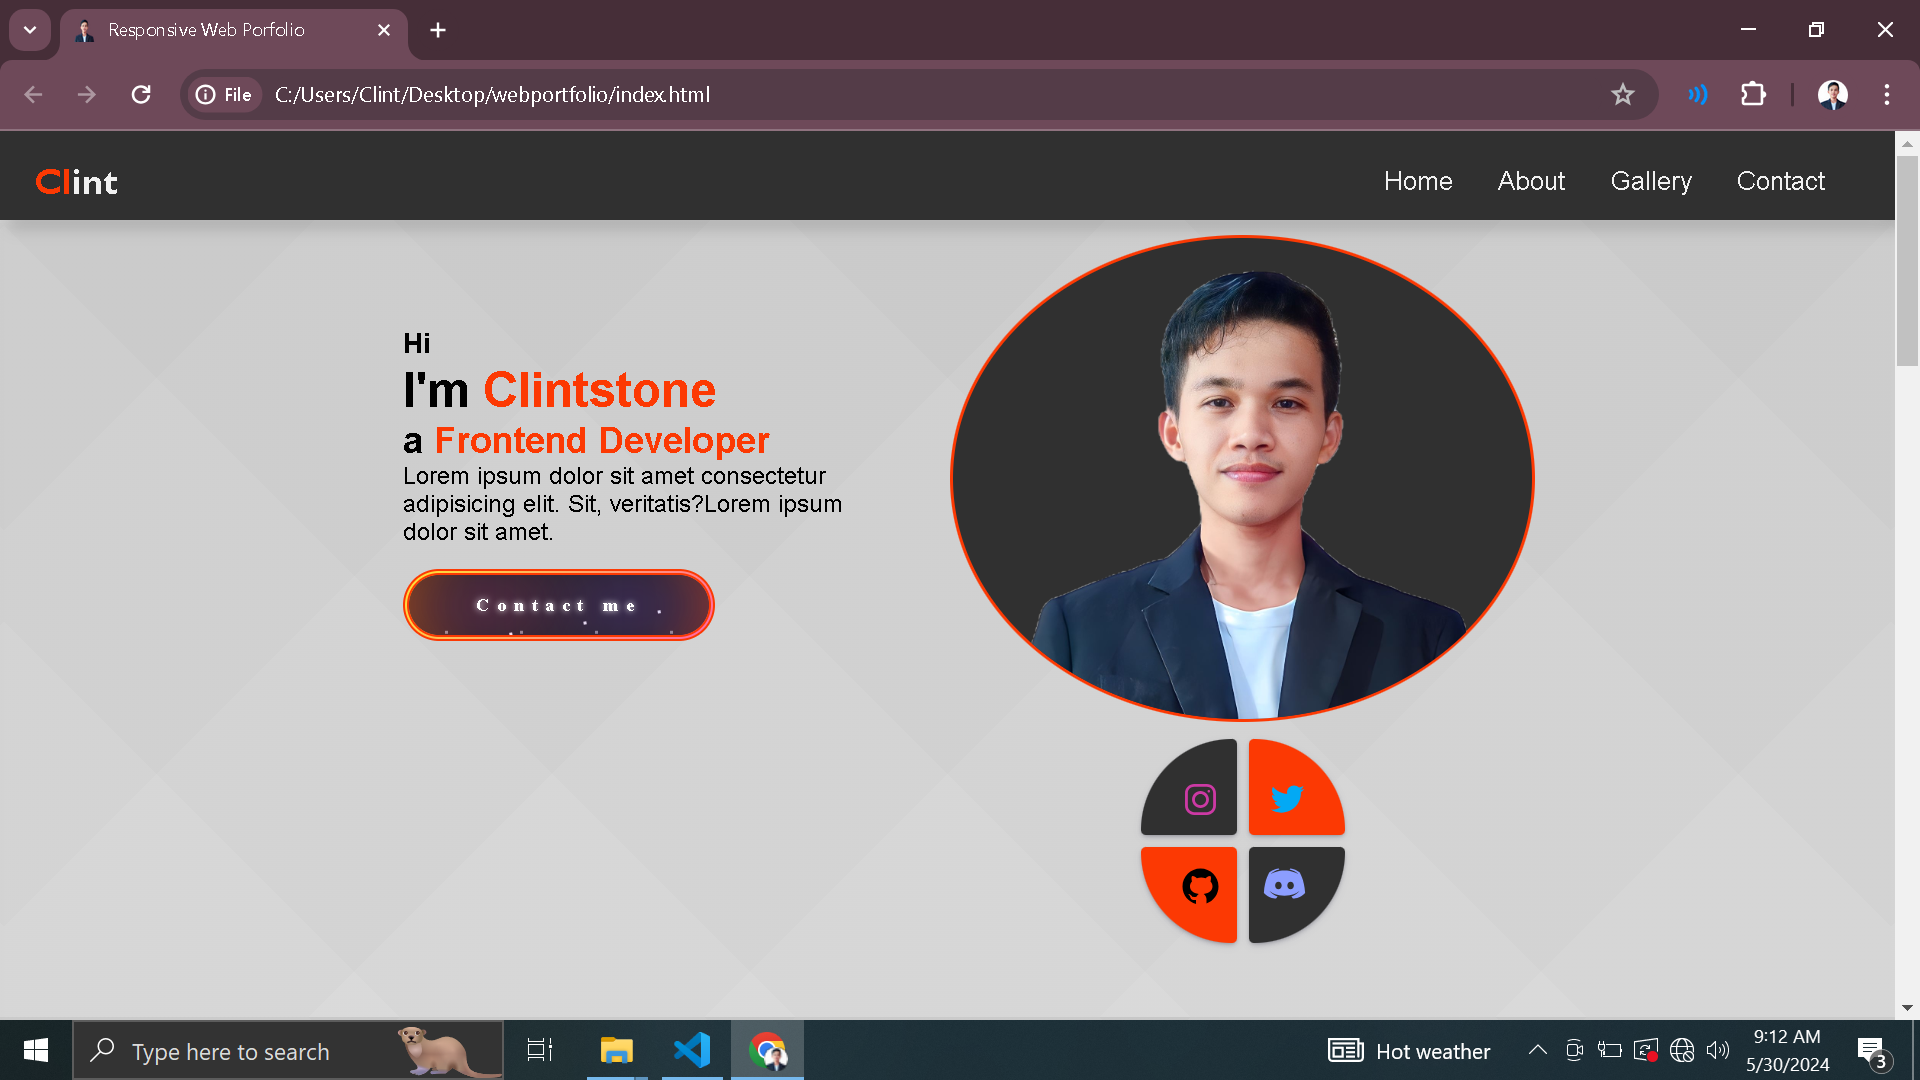 Responsive Web Porfolio
File C:/Users/Clint/Desktop/webportfolio/index.html
Clint
Home About Gallery Contact
Hi
I'm Clintstone
a Frontend Developer
Lorem ipsum dolor sit amet consectetur
adipisicing elit. Sit, veritatis?Lorem ipsum
dolor sit amet.
Contact me
Type here to search
Hot weather
9:12 AM
5/30/2024
3